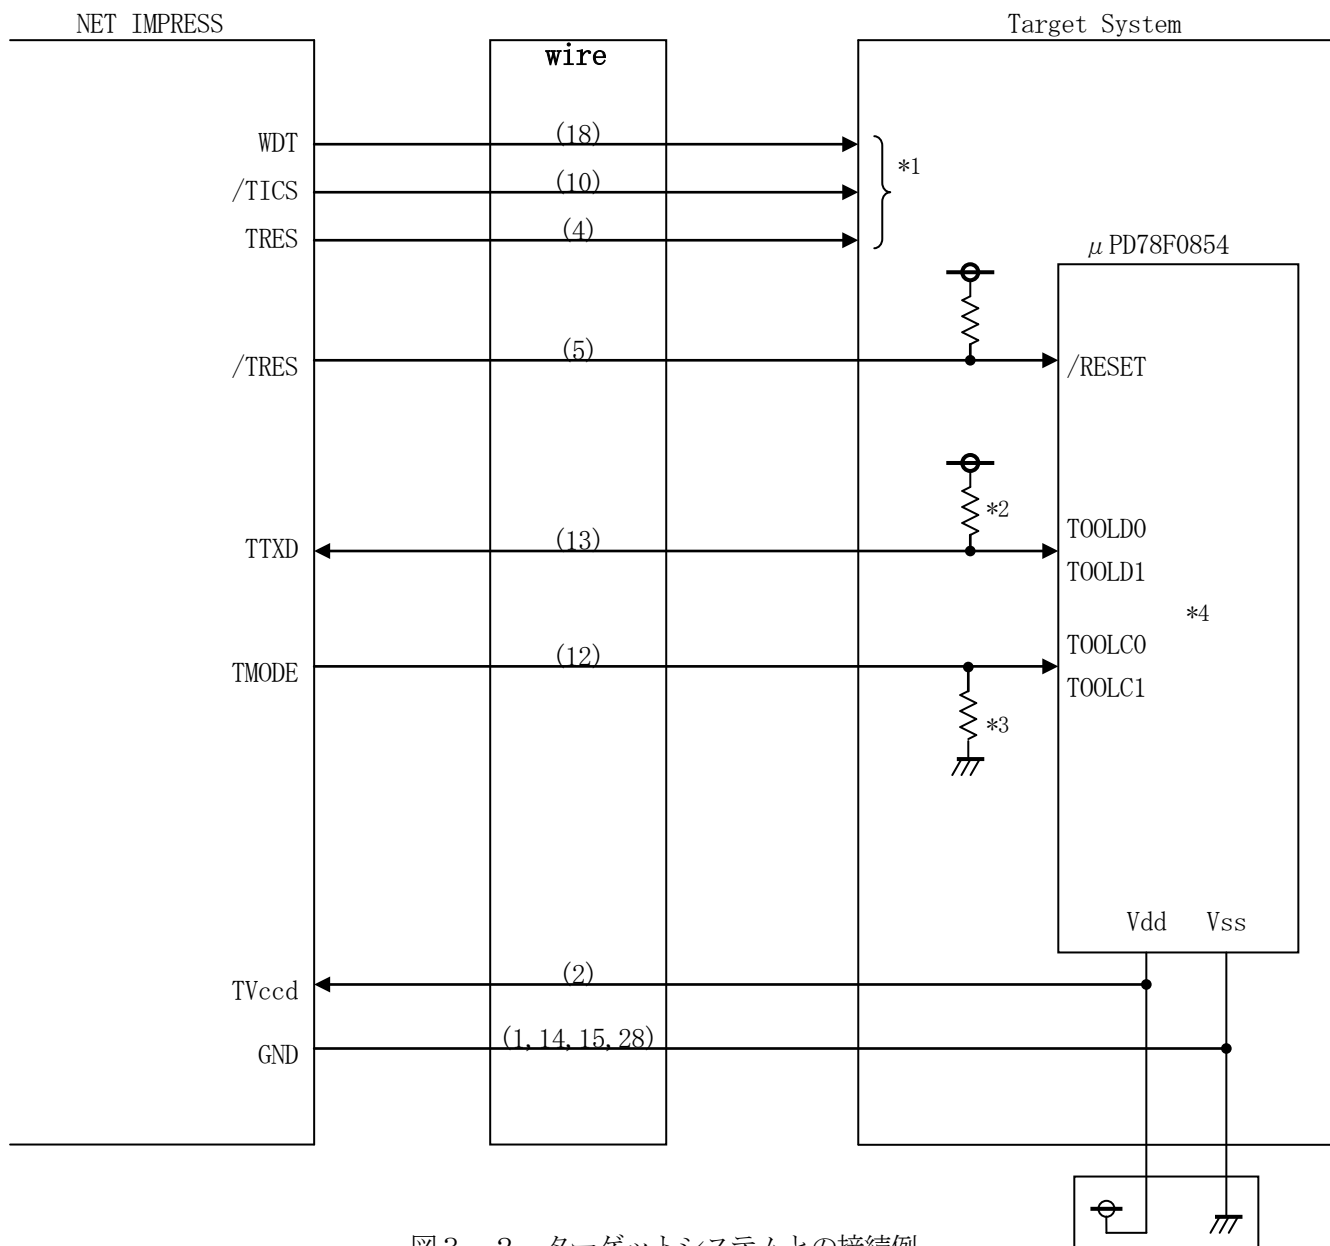 NET IMPRESS
Target System
wire
WDT
(18)
*1
/TICS
(10)
TRES
(4)
μPD78F0854
/TRES
(5)
/RESET
*2
TTXD
(13)
TOOLD0
TOOLD1
*4
TMODE
(12)
TOOLC0
TOOLC1
*3
Vdd Vss
TVccd
(2)
GND
(1,14,15,28)